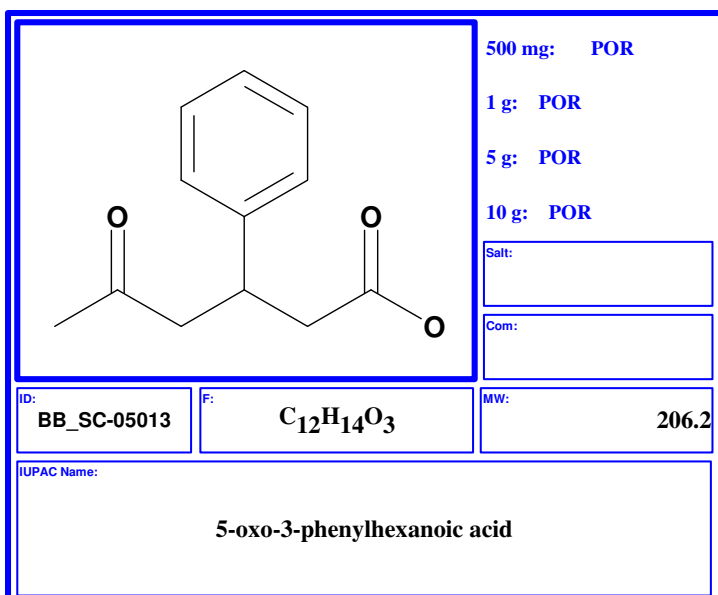 500 mg: POR
1 g: POR
5 g: POR
10 g: POR
O
O
O
Salt:
Com:
ID:
BB_SC-05013
F:
C12H14O3
MW:
206.2
IUPAC Name:
5-oxo-3-phenylhexanoic acid